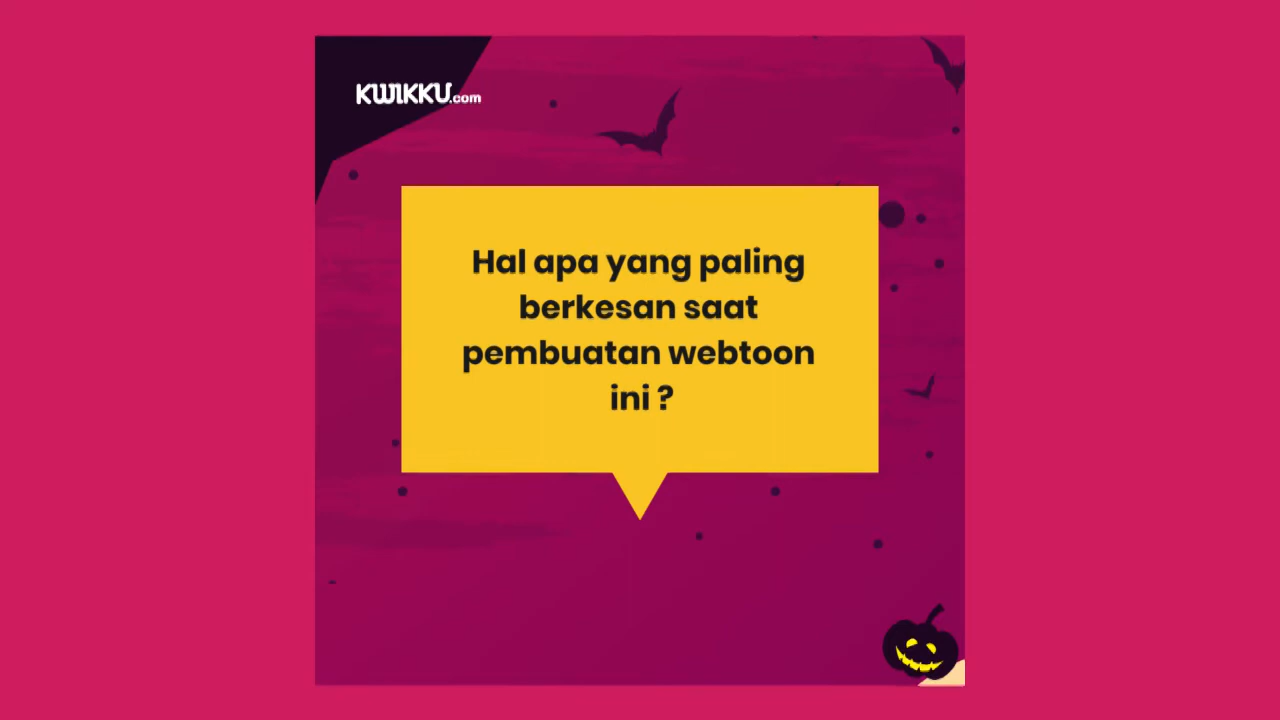 KWIKKU.com
Hal apa yang paling
berkesan saat
pembuatan webtoon
ini ?